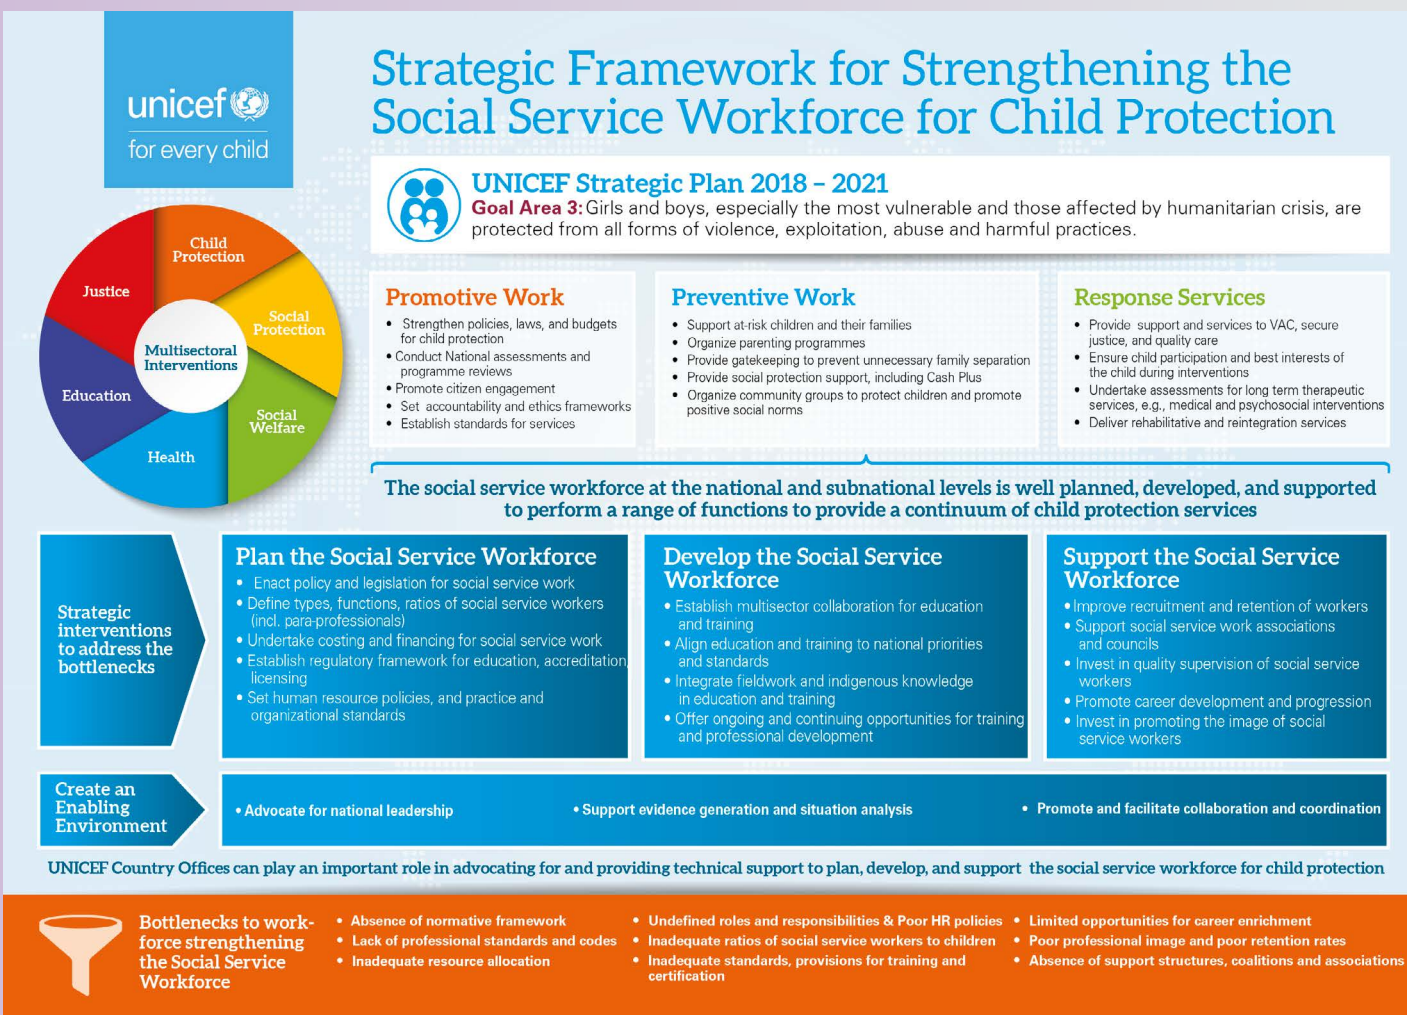 unicef
for every child
Strategic Framework for Strengthening the
Social Service Workforce for Child Protection
UNICEF Strategic Plan 2018 – 2021
Goal Area 3: Girls and boys, especially the most vulnerable and those affected by humanitarian crisis, are
protected from all forms of violence, exploitation, abuse and harmful practices.
Child
Protection
Social
Protection
Social
Welfare
Health
Education
Justice
Multisectoral
Interventions
Promotive Work
• Strengthen policies, laws, and budgets
for child protection
• Conduct National assessments and
programme reviews
• Promote citizen engagement
• Set accountability and ethics frameworks
• Establish standards for services
Preventive Work
• Support at-risk children and their families
• Organize parenting programmes
• Provide gatekeeping to prevent unnecessary family separation
• Provide social protection support, including Cash Plus
• Organize community groups to protect children and promote
positive social norms
Response Services
• Provide support and services to VAC, secure
justice, and quality care
• Ensure child participation and best interests of
the child during interventions
• Undertake assessments for long term therapeutic
services, e.g., medical and psychosocial interventions
• Deliver rehabilitative and reintegration services
The social service workforce at the national and subnational levels is well planned, developed, and supported
to perform a range of functions to provide a continuum of child protection services
Strategic
interventions
to address the
bottlenecks
Plan the Social Service Workforce
• Enact policy and legislation for social service work
• Define types, functions, ratios of social service workers
(incl. para-professionals)
• Undertake costing and financing for social service work
• Establish regulatory framework for education, accreditation,
licensing
• Set human resource policies, and practice and
organizational standards
Develop the Social Service
Workforce
• Establish multisector collaboration for education
and training
• Align education and training to national priorities
and standards
• Integrate fieldwork and indigenous knowledge
in education and training
• Offer ongoing and continuing opportunities for training
and professional development
Support the Social Service
Workforce
• Improve recruitment and retention of workers
• Support social service work associations
and councils
• Invest in quality supervision of social service
workers
• Promote career development and progression
• Invest in promoting the image of social
service workers
Create an
Enabling
Environment
• Advocate for national leadership
• Support evidence generation and situation analysis
• Promote and facilitate collaboration and coordination
UNICEF Country Offices can play an important role in advocating for and providing technical support to plan, develop, and support the social service workforce for child protection
Bottlenecks to work-
force strengthening
the Social Service
Workforce
• Absence of normative framework
• Lack of professional standards and codes
• Inadequate resource allocation
• Undefined roles and responsibilities & Poor HR policies
• Inadequate ratios of social service workers to children
• Inadequate standards, provisions for training and
certification
• Limited opportunities for career enrichment
• Poor professional image and poor retention rates
• Absence of support structures, coalitions and associations